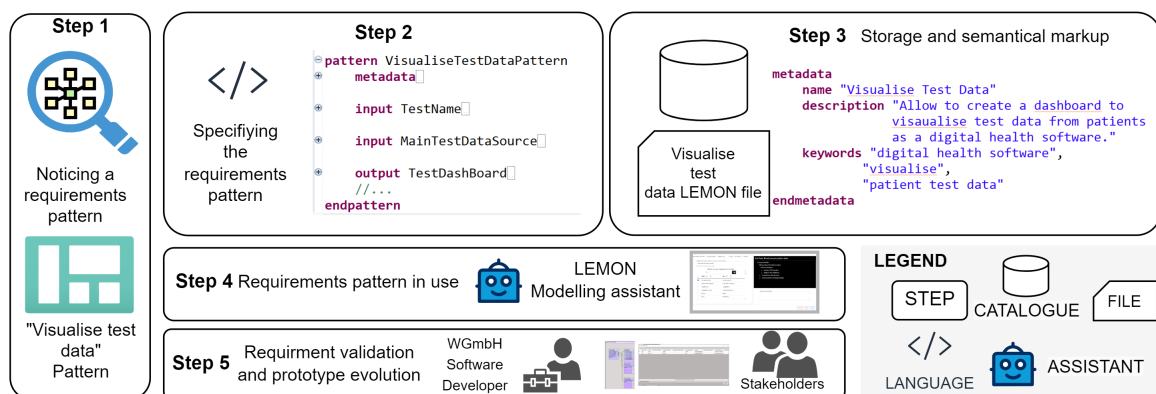 Step 1
Noticing a
requirements
pattern
"Visualise test
data"
Pattern
Step 2
</>
Specifiying
the
requirements
pattern
pattern VisualiseTestDataPattern
metadata
input TestName
input MainTestDataSource
output TestDashBoard
//...
endpattern
Step 3 Storage and semantical markup
Visualise
test
data LEMON file
metadata
name "Visualise Test Data"
description "Allow to create a dashboard to
visaualise test data from patients
as a digital health software."
keywords "digital health software",
"visualise",
"patient test data"
endmetadata
Step 4 Requirements pattern in use
LEMON
Modelling assistant
Step 5 Requirment validation
and prototype evolution
WGmbH
Software
Developer
Stakeholders
LEGEND
STEP
CATALOGUE
FILE
</>
LANGUAGE
ASSISTANT